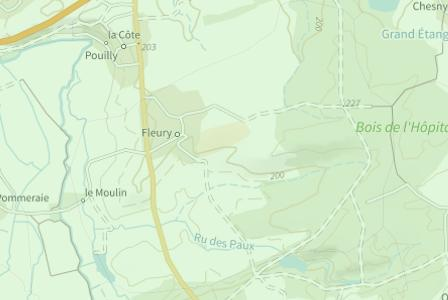 Chesny
200
la Côte
Grand Étang
203
Pouilly
227
Bois de l'Hôpita
Fleury
200
Pommeraie
le Moulin
Ru des Paux